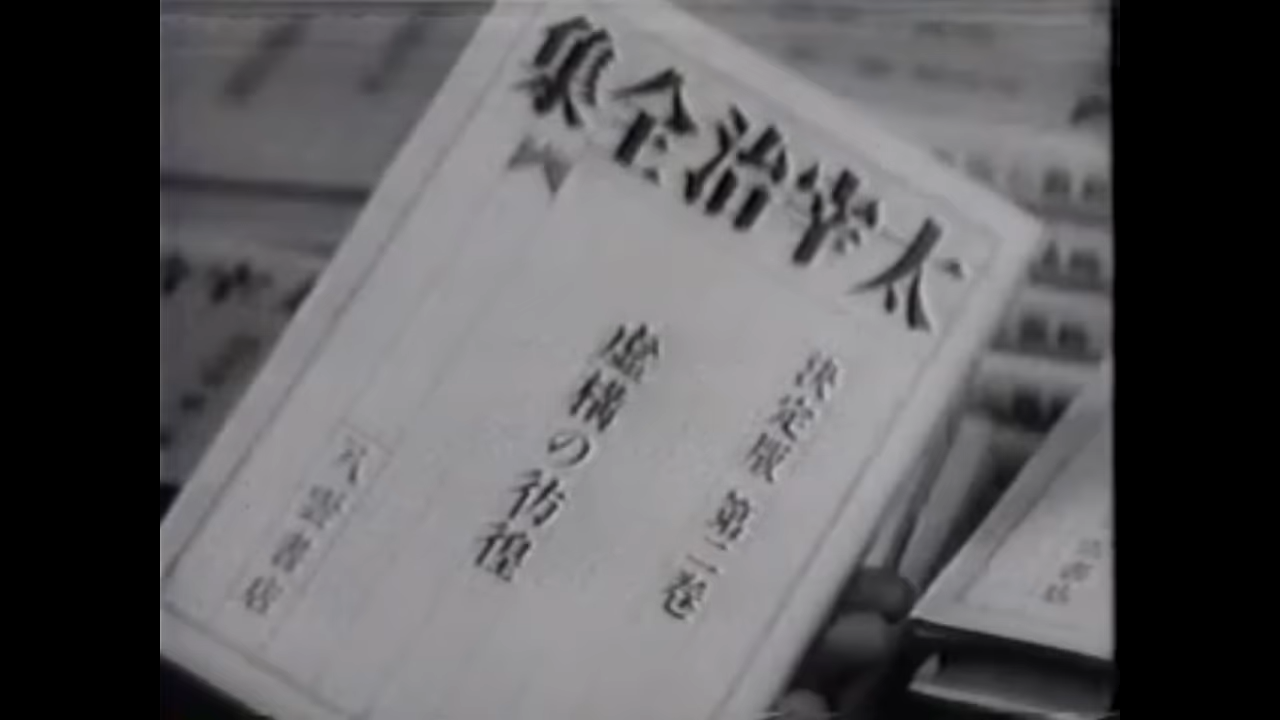 太宰治全集
決定版 第二巻
虚構の彷徨
八雲書店